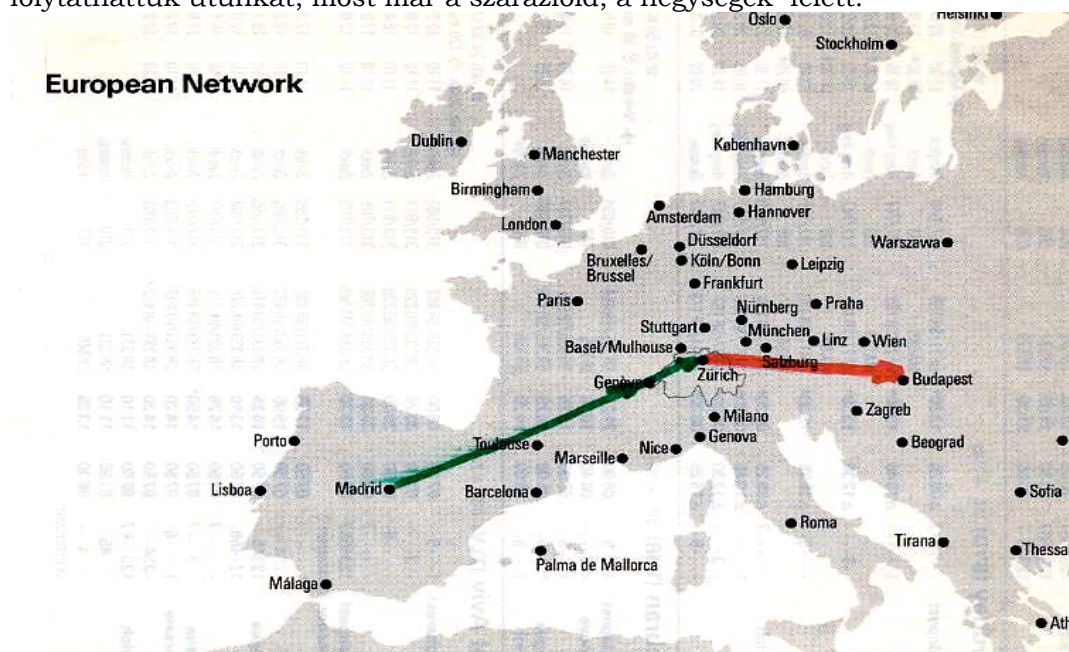 folytathattuk utunkat, most már a szárazföld, a hegységek felett.
Oslo
Helsinki
Stockholm
European Network
Dublin
Manchester
København
Birmingham
Hamburg
Amsterdam
Hannover
London
Düsseldorf
Warszawa
Bruxelles/
Brussel
Köln/Bonn
Leipzig
Frankfurt
Paris
Praha
Nürnberg
Stuttgart
München
Linz
Wien
Basel/Mulhouse
Salzburg
Zürich
Genève
Budapest
Milano
Zagreb
Porto
Toulouse
Nice
Genova
Beograd
Marseille
Lisboa
Madrid
Barcelona
Sofia
Roma
Tirana
Palma de Mallorca
Thessa
Málaga
Ath